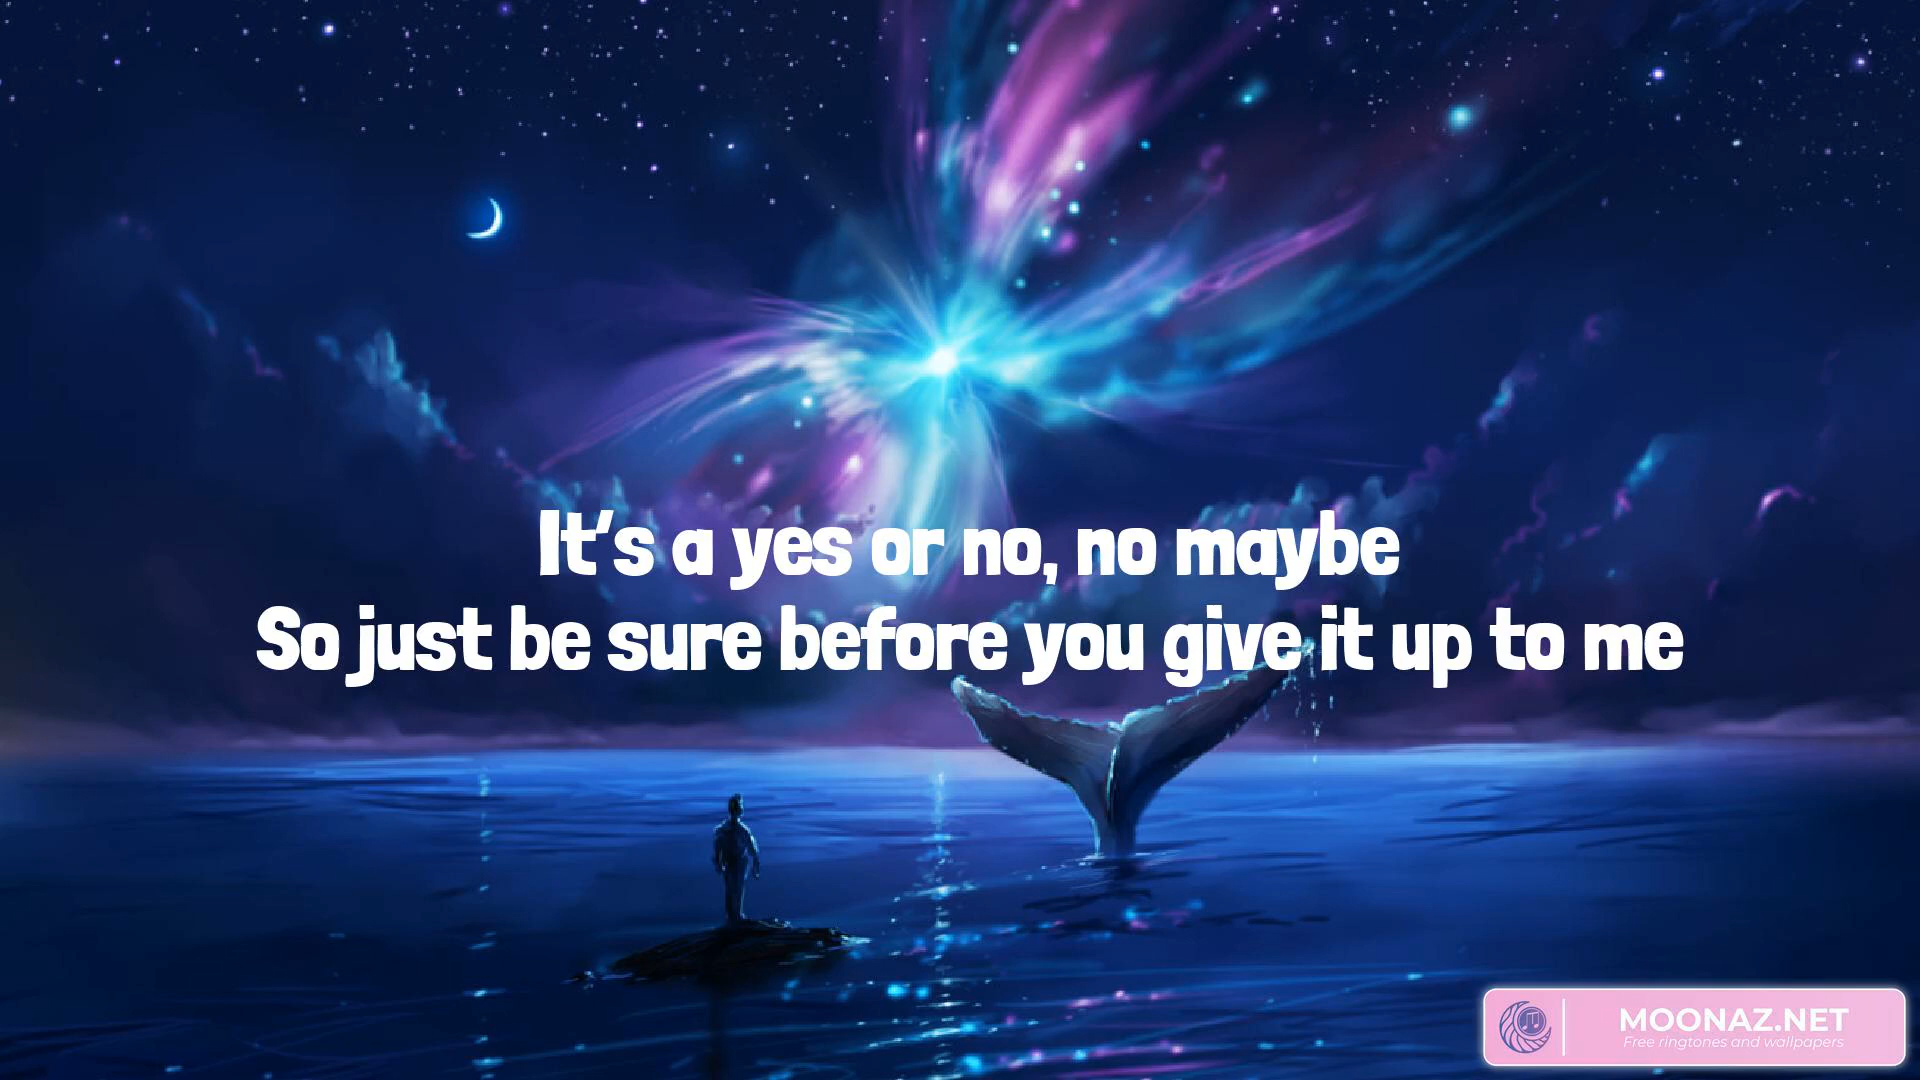 It's a yes or no, no maybe
So just be sure before you give it up to me
MOONAZ.NET
Free ringtones and wallpapers